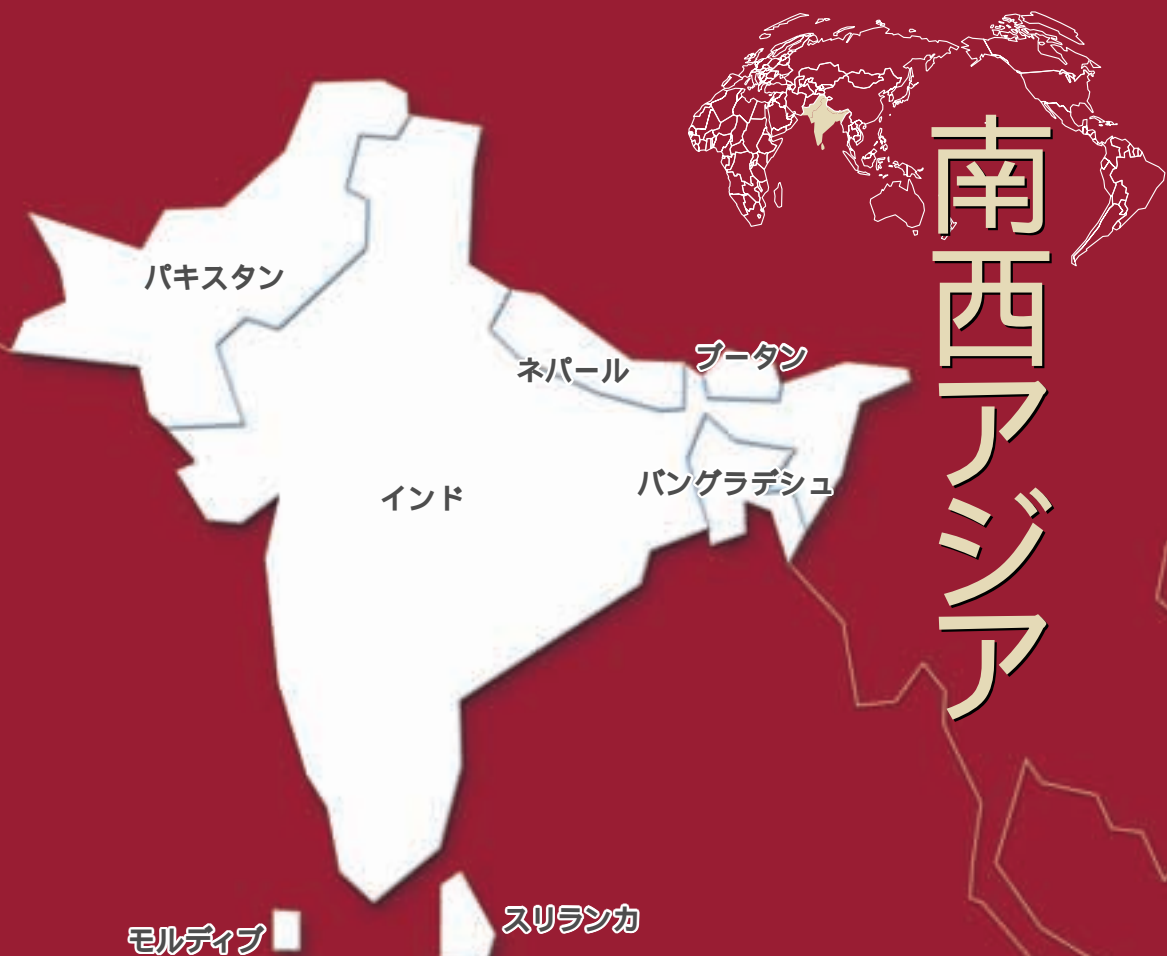 南西アジア
パキスタン
ネパール
ブータン
バングラデシュ
インド
スリランカ
モルディブ